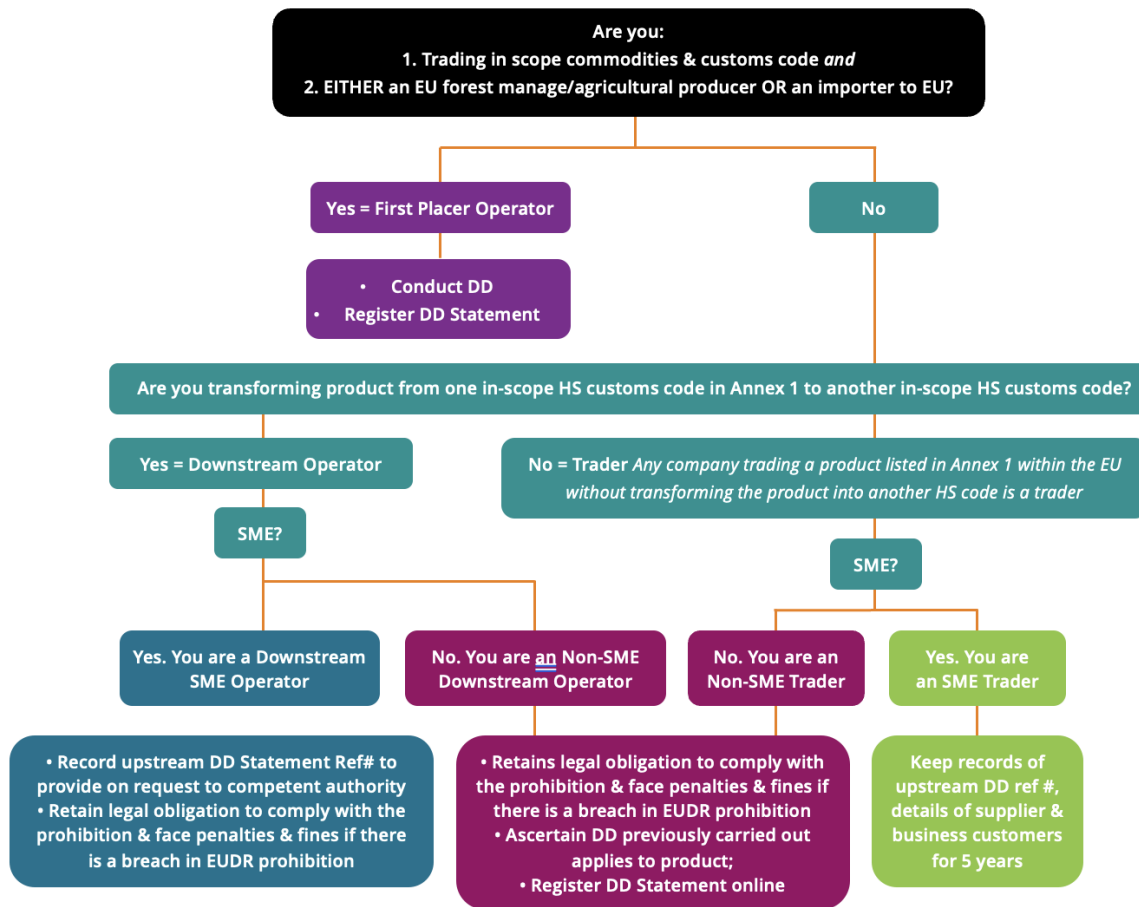 Are you:
1. Trading in scope commodities & customs code and
2. EITHER an EU forest manage/agricultural producer OR an importer to EU?
Yes = First Placer Operator
No
• Conduct DD
• Register DD Statement
Are you transforming product from one in-scope HS customs code in Annex 1 to another in-scope HS customs code?
Yes = Downstream Operator
No = Trader Any company trading a product listed in Annex 1 within the EU
without transforming the product into another HS code is a trader
SME?
SME?
Yes. You are a Downstream
SME Operator
No. You are an Non-SME
Downstream Operator
No. You are an
Non-SME Trader
Yes. You are
an SME Trader
• Record upstream DD Statement Ref# to
provide on request to competent authority
• Retain legal obligation to comply with the
prohibition & face penalties & fines if there
is a breach in EUDR prohibition
• Retains legal obligation to comply with
the prohibition & face penalties & fines if
there is a breach in EUDR prohibition
• Ascertain DD previously carried out
applies to product;
• Register DD Statement online
Keep records of
upstream DD ref #,
details of supplier &
business customers
for 5 years